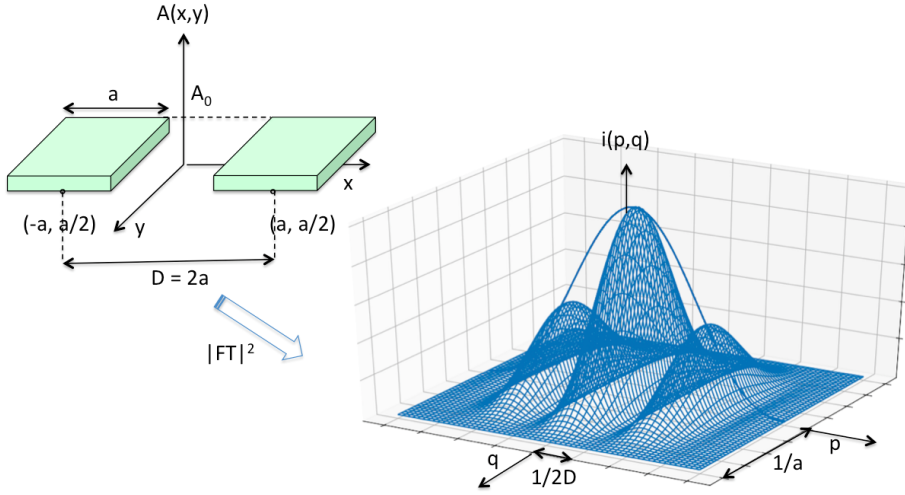 A(x,y)
a
A₀
x
(-a, a/2)
y
(a, a/2)
D = 2a
|FT|²
i(p,q)
q
1/2D
1/a
p